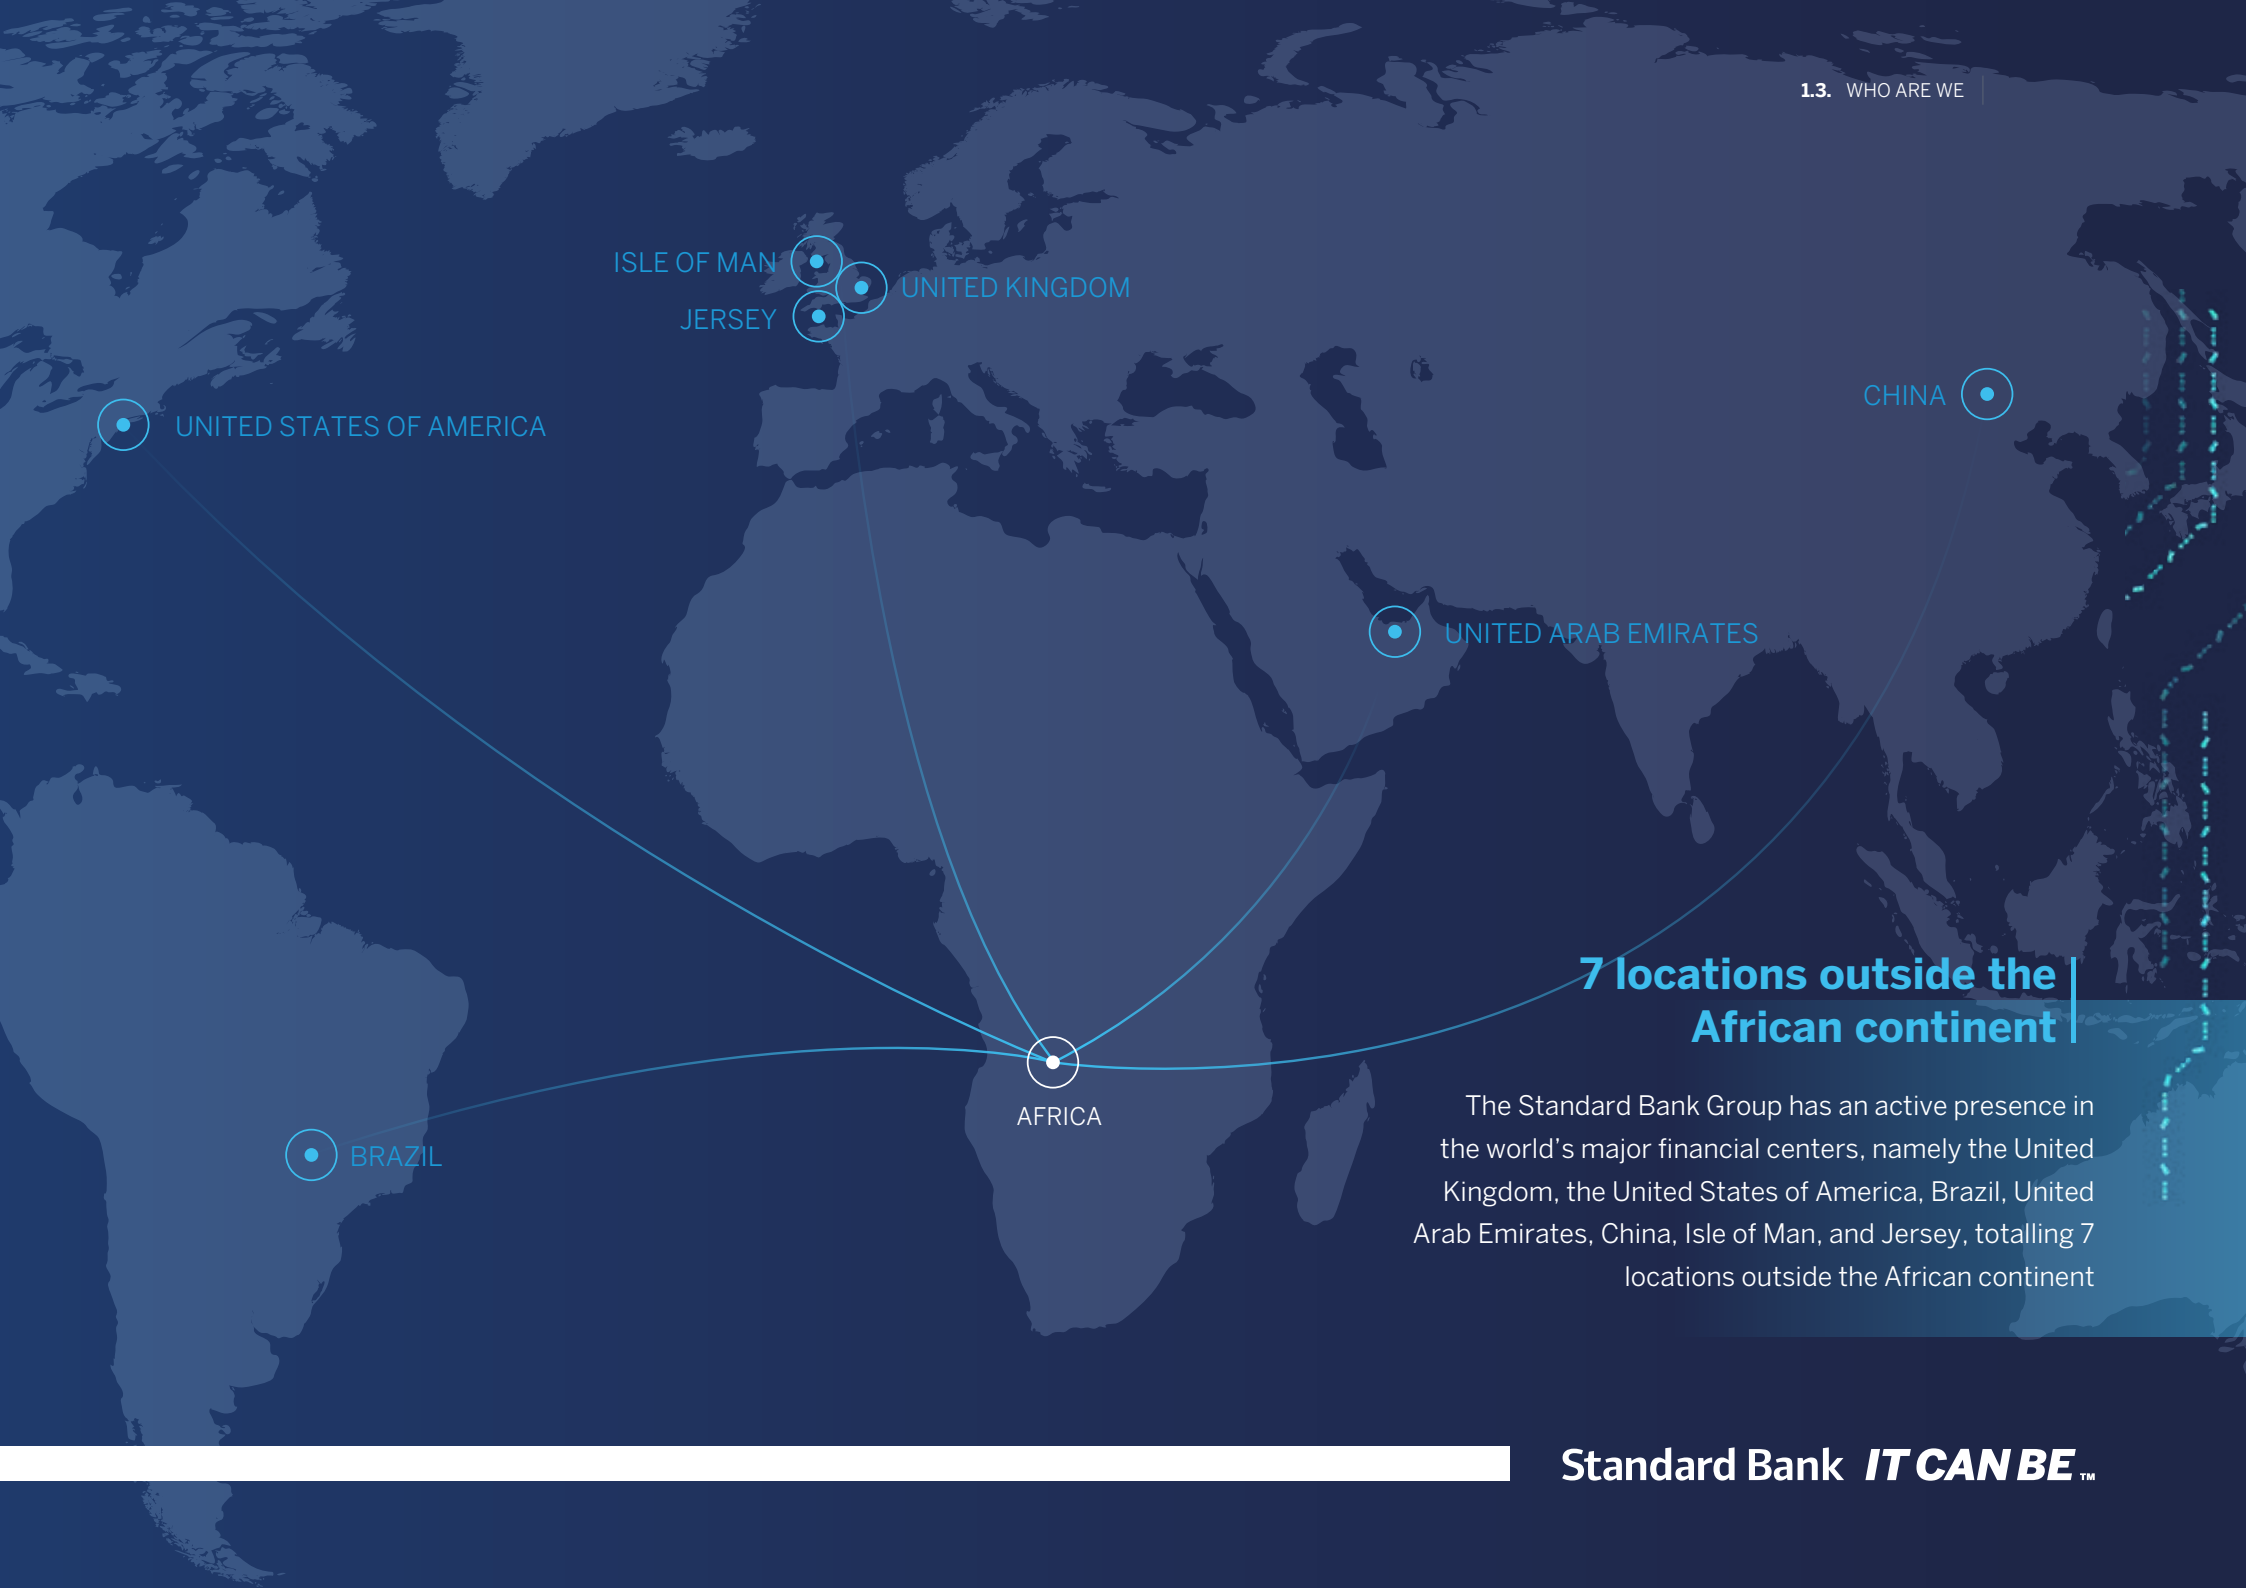 1.3. WHO ARE WE
ISLE OF MAN
UNITED KINGDOM
JERSEY
CHINA
UNITED STATES OF AMERICA
UNITED ARAB EMIRATES
7 locations outside the
African continent
AFRICA
BRAZIL
The Standard Bank Group has an active presence in
the world’s major financial centers, namely the United
Kingdom, the United States of America, Brazil, United
Arab Emirates, China, Isle of Man, and Jersey, totalling 7
locations outside the African continent
Standard Bank IT CAN BE™